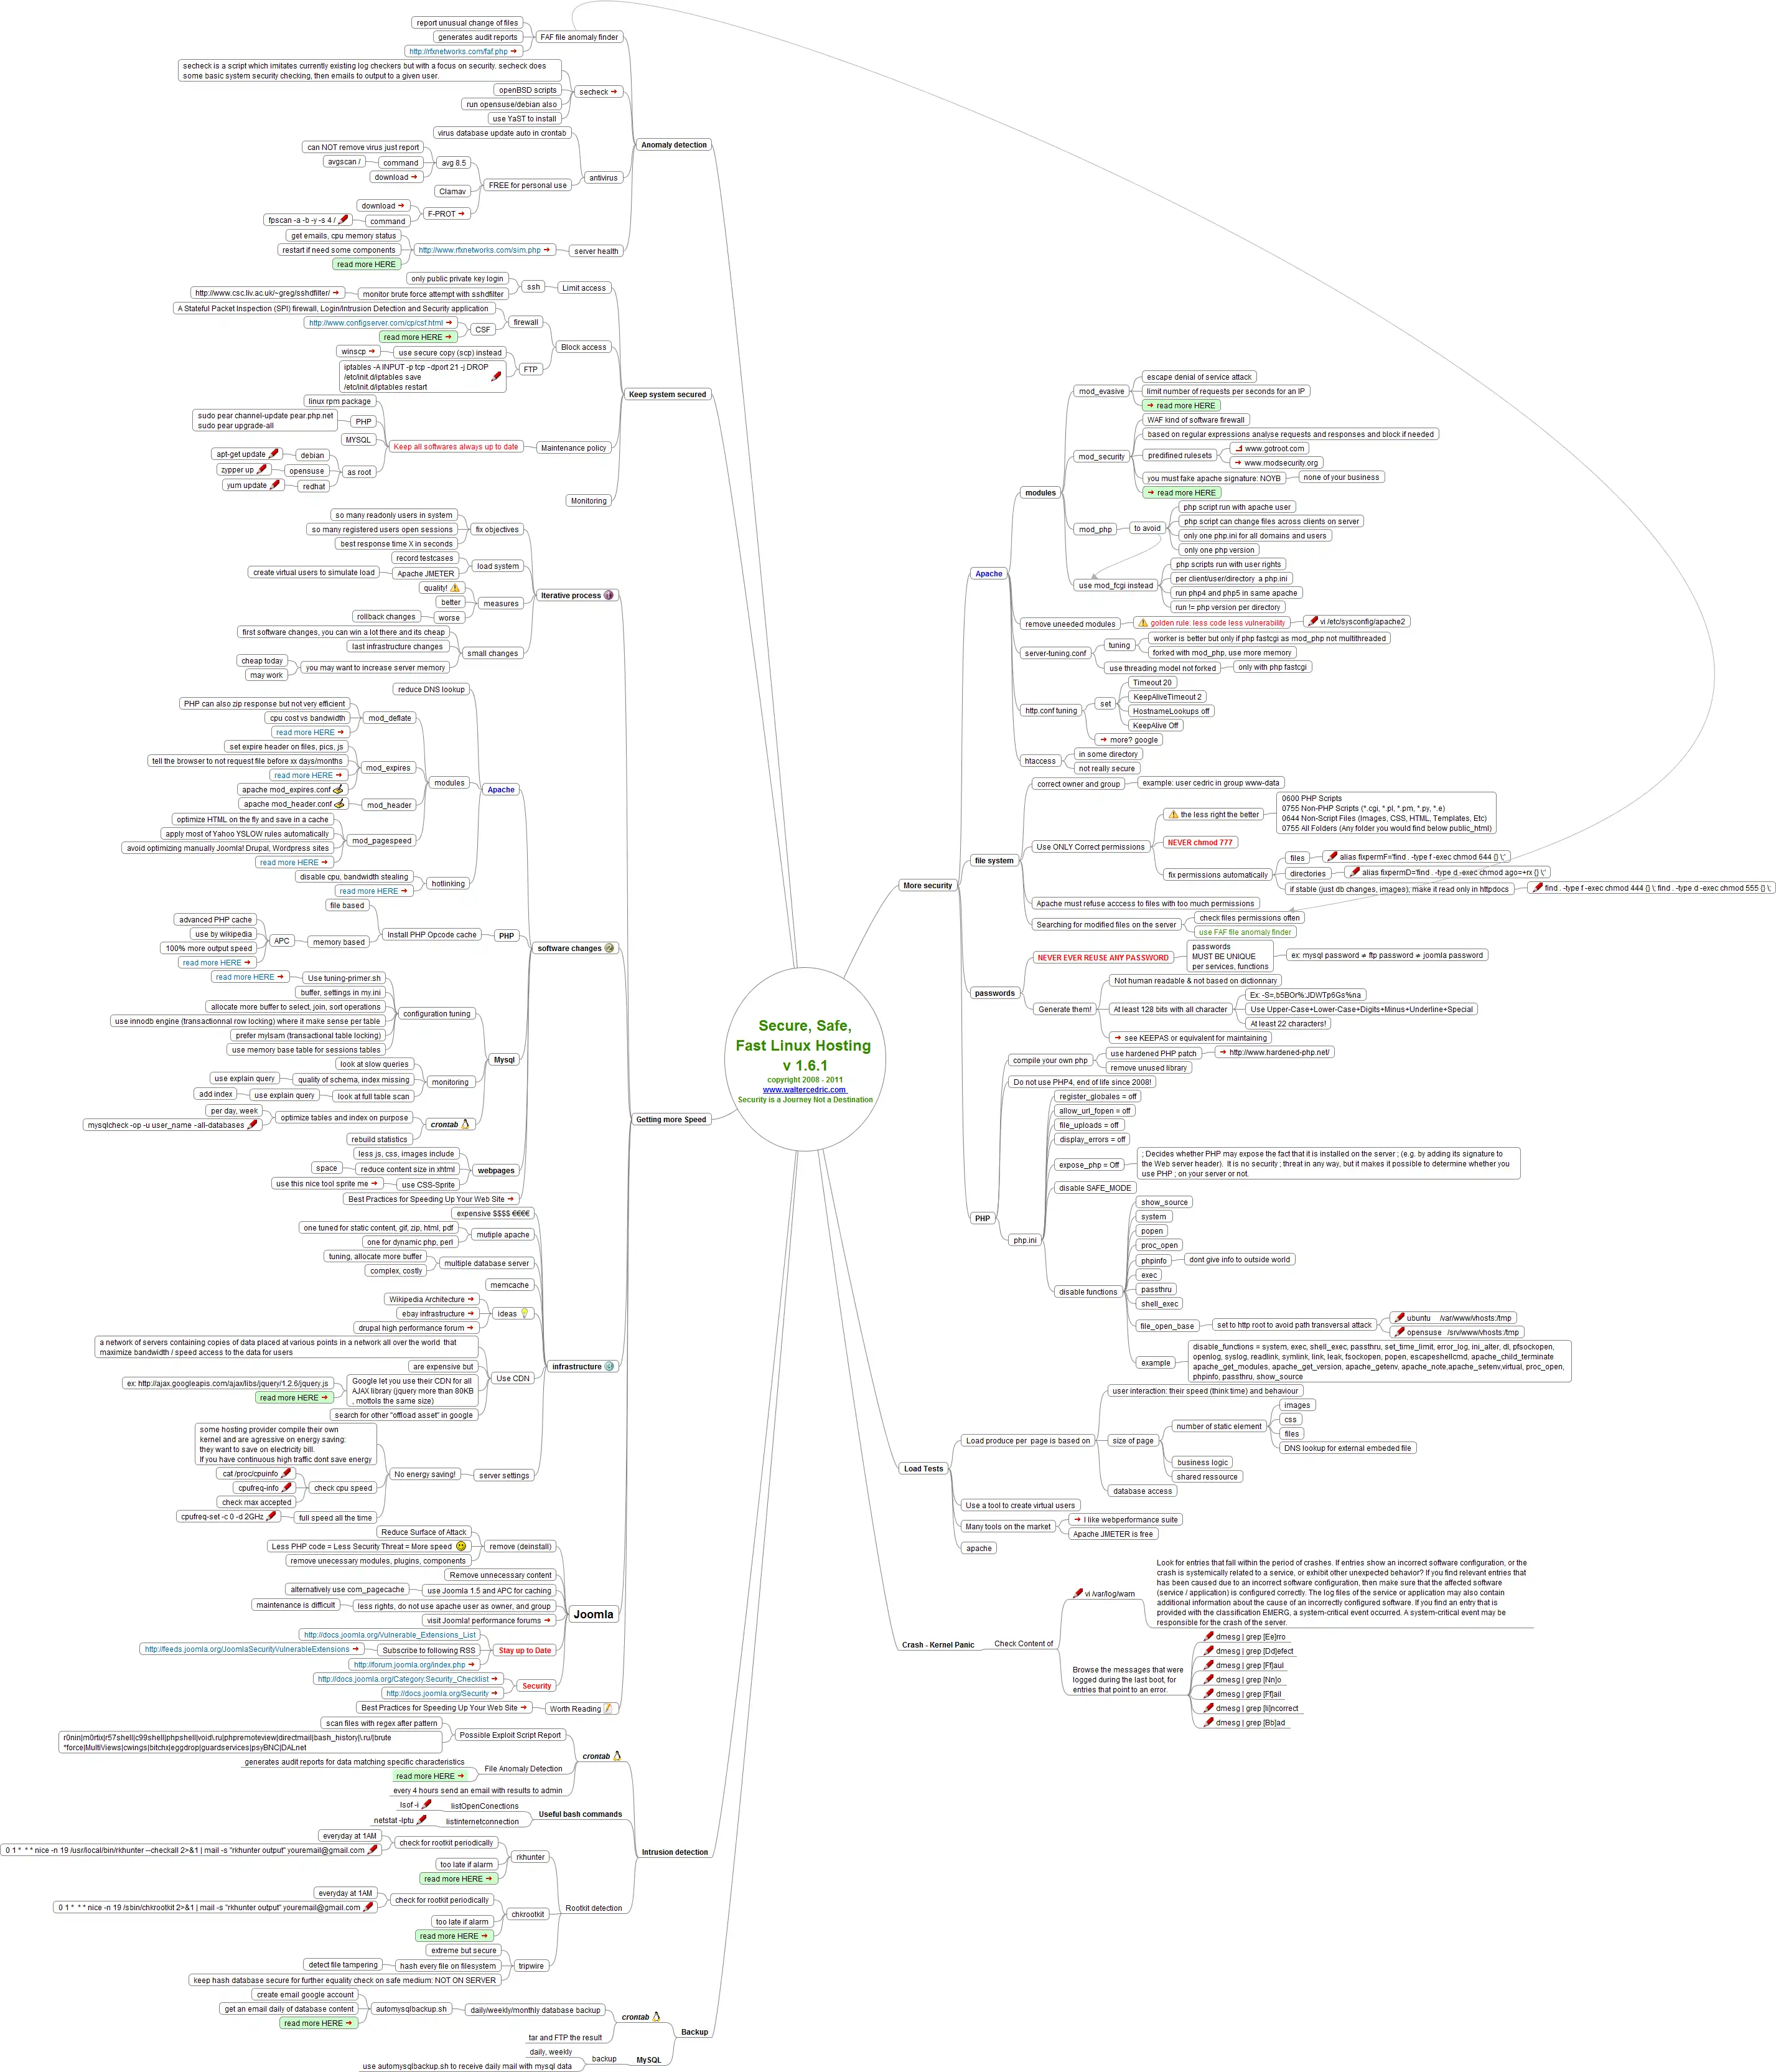 Secure, Safe,
Fast Linux Hosting
v 1.6.1
copyright 2008 - 2011
www.waltercedric.com
Security is a Journey Not a Destination
Anomaly detection
FAF file anomaly finder
report unusual change of files
generates audit reports
http://rfxnetworks.com/faf.php
secheck
secheck is a script which imitates currently existing log checkers but with a focus on security. secheck does
some basic system security checking, then emails to output to a given user.
openBSD scripts
run opensuse/debian also
use YaST to install
antivirus
virus database update auto in crontab
FREE for personal use
avg 8.5
can NOT remove virus just report
command
avgscan /
download
Clamav
F-PROT
download
command
fpscan -a -b -y -s 4 /
server health
http://www.rfxnetworks.com/sim.php
get emails, cpu memory status
restart if need some components
read more HERE
Keep system secured
Limit access
ssh
only public private key login
monitor brute force attempt with sshdfilter
http://www.csc.liv.ac.uk/~greg/sshdfilter/
Block access
firewall
A Stateful Packet Inspection (SPI) firewall, Login/Intrusion Detection and Security application
CSF
http://www.configserver.com/cp/csf.html
read more HERE
FTP
use secure copy (scp) instead
winscp
iptables -A INPUT -p tcp --dport 21 -j DROP
/etc/init.d/iptables save
/etc/init.d/iptables restart
Maintenance policy
Keep all softwares always up to date
linux rpm package
PHP
sudo pear channel-update pear.php.net
sudo pear upgrade-all
MYSQL
as root
debian
apt-get update
opensuse
zypper up
redhat
yum update
Monitoring
Getting more Speed
Iterative process
fix objectives
so many readonly users in system
so many registered users open sessions
best response time X in seconds
load system
record testcases
Apache JMETER
create virtual users to simulate load
measures
quality!
better
worse
rollback changes
small changes
first software changes, you can win a lot there and its cheap
last infrastructure changes
you may want to increase server memory
cheap today
may work
software changes
Apache
reduce DNS lookup
modules
mod_deflate
PHP can also zip response but not very efficient
cpu cost vs bandwidth
read more HERE
mod_expires
set expire header on files, pics, js
tell the browser to not request file before xx days/months
read more HERE
apache mod_expires.conf
mod_header
apache mod_header.conf
mod_pagespeed
optimize HTML on the fly and save in a cache
apply most of Yahoo YSLOW rules automatically
avoid optimizing manually Joomla! Drupal, Wordpress sites
read more HERE
hotlinking
disable cpu, bandwidth stealing
read more HERE
PHP
Install PHP Opcode cache
file based
memory based
APC
advanced PHP cache
use by wikipedia
100% more output speed
read more HERE
Mysql
configuration tuning
Use tuning-primer.sh
read more HERE
buffer, settings in my.ini
allocate more buffer to select, join, sort operations
use innodb engine (transactionnal row locking) where it make sense per table
prefer myIsam (transactional table locking)
use memory base table for sessions tables
monitoring
look at slow queries
quality of schema, index missing
use explain query
look at full table scan
use explain query
add index
crontab
optimize tables and index on purpose
per day, week
mysqlcheck -op -u user_name --all-databases
rebuild statistics
webpages
less js, css, images include
reduce content size in xhtml
space
use CSS-Sprite
use this nice tool sprite me
Best Practices for Speeding Up Your Web Site
infrastructure
expensive $$$$ €€€€
mutiple apache
one tuned for static content, gif, zip, html, pdf
one for dynamic php, perl
multiple database server
tuning, allocate more buffer
complex, costly
memcache
ideas
Wikipedia Architecture
ebay infrastructure
drupal high performance forum
Use CDN
a network of servers containing copies of data placed at various points in a network all over the world that
maximize bandwidth / speed access to the data for users
are expensive but
Google let you use their CDN for all
AJAX library (jquery more than 80KB
, mottols the same size)
ex: http://ajax.googleapis.com/ajax/libs/jquery/1.2.6/jquery.js
read more HERE
search for other "offload asset" in google
server settings
No energy saving!
some hosting provider compile their own
kernel and are agressive on energy saving:
they want to save on electricity bill.
If you have continuous high traffic dont save energy
check cpu speed
cat /proc/cpuinfo
cpufreq-info
check max accepted
full speed all the time
cpufreq-set -c 0 -d 2GHz
Joomla
remove (deinstall)
Reduce Surface of Attack
Less PHP code = Less Security Threat = More speed
remove unecessary modules, plugins, components
Remove unnecessary content
use Joomla 1.5 and APC for caching
alternatively use com_pagecache
less rights, do not use apache user as owner, and group
maintenance is difficult
visit Joomla! performance forums
Stay up to Date
http://docs.joomla.org/Vulnerable_Extensions_List
Subscribe to following RSS
http://feeds.joomla.org/JoomlaSecurityVulnerableExtensions
http://forum.joomla.org/index.php
Security
http://docs.joomla.org/Category:Security_Checklist
http://docs.joomla.org/Security
Worth Reading
Best Practices for Speeding Up Your Web Site
Intrusion detection
crontab
Possible Exploit Script Report
scan files with regex after pattern
r0nin|m0rtix|r57shell|c99shell|phpshell|void\.ru|phpremoteview|directmail|bash_history|\.ru/|brute
*force|MultiViews|cwings|bitchx|eggdrop|guardservices|psyBNC|DALnet
File Anomaly Detection
generates audit reports for data matching specific characteristics
read more HERE
every 4 hours send an email with results to admin
Useful bash commands
listOpenConections
lsof -i
listinternetconnection
netstat -lptu
Rootkit detection
rkhunter
check for rootkit periodically
everyday at 1AM
0 1 * * * nice -n 19 /usr/local/bin/rkhunter --checkall 2>&1 | mail -s "rkhunter output" youremail@gmail.com
too late if alarm
read more HERE
chkrootkit
check for rootkit periodically
everyday at 1AM
0 1 * * * nice -n 19 /sbin/chkrootkit 2>&1 | mail -s "rkhunter output" youremail@gmail.com
too late if alarm
read more HERE
tripwire
extreme but secure
hash every file on filesystem
detect file tampering
keep hash database secure for further equality check on safe medium: NOT ON SERVER
Backup
crontab
daily/weekly/monthly database backup
automysqlbackup.sh
create email google account
get an email daily of database content
read more HERE
tar and FTP the result
MySQL
backup
daily, weekly
use automysqlbackup.sh to receive daily mail with mysql data
More security
Apache
modules
mod_evasive
escape denial of service attack
limit number of requests per seconds for an IP
read more HERE
mod_security
WAF kind of software firewall
based on regular expressions analyse requests and responses and block if needed
predifined rulesets
www.gotroot.com
www.modsecurity.org
you must fake apache signature: NOYB
none of your business
read more HERE
mod_php
to avoid
php script run with apache user
php script can change files across clients on server
only one php.ini for all domains and users
only one php version
use mod_fcgi instead
php scripts run with user rights
per client/user/directory a php.ini
run php4 and php5 in same apache
run != php version per directory
remove uneeded modules
golden rule: less code less vulnerability
vi /etc/sysconfig/apache2
server-tuning.conf
tuning
worker is better but only if php fastcgi as mod_php not multithreaded
forked with mod_php, use more memory
use threading model not forked
only with php fastcgi
http.conf tuning
set
Timeout 20
KeepAliveTimeout 2
HostnameLookups off
KeepAlive Off
more? google
htaccess
in some directory
not really secure
file system
correct owner and group
example: user cedric in group www-data
Use ONLY Correct permissions
the less right the better
0600 PHP Scripts
0755 Non-PHP Scripts (*.cgi, *.pl, *.pm, *.py, *.e)
0644 Non-Script Files (Images, CSS, HTML, Templates, Etc)
0755 All Folders (Any folder you would find below public_html)
NEVER chmod 777
fix permissions automatically
files
alias fixpermF='find . -type f -exec chmod 644 {} \;'
directories
alias fixpermD='find . -type d -exec chmod ago=+rx {} \;'
if stable (just db changes, images); make it read only in httpdocs
find . -type f -exec chmod 444 {} \; find . -type d -exec chmod 555 {} \;
Apache must refuse acccess to files with too much permissions
Searching for modified files on the server
check files permissions often
use FAF file anomaly finder
passwords
NEVER EVER REUSE ANY PASSWORD
passwords
MUST BE UNIQUE
per services, functions
ex: mysql password ≠ ftp password ≠ joomla password
Generate them!
Not human readable & not based on dictionnary
At least 128 bits with all character
Ex: -S=,b5BOr%;JDWTp6Gs%na
Use Upper-Case+Lower-Case+Digits+Minus+Underline+Special
At least 22 characters!
see KEEPAS or equivalent for maintaining
PHP
compile your own php
use hardened PHP patch
http://www.hardened-php.net/
remove unused library
Do not use PHP4, end of life since 2008!
php.ini
register_globales = off
allow_url_fopen = off
file_uploads = off
display_errors = off
expose_php = Off
; Decides whether PHP may expose the fact that it is installed on the server ; (e.g. by adding its signature to
the Web server header). It is no security ; threat in any way, but it makes it possible to determine whether you
use PHP ; on your server or not.
disable SAFE_MODE
disable functions
show_source
system
popen
proc_open
phpinfo
dont give info to outside world
exec
passthru
shell_exec
file_open_base
set to http root to avoid path transversal attack
ubuntu /var/www/vhosts:/tmp
opensuse /srv/www/vhosts:/tmp
example
disable_functions = system, exec, shell_exec, passthru, set_time_limit, error_log, ini_alter, dl, pfsockopen,
openlog, syslog, readlink, symlink, link, leak, fsockopen, popen, escapeshellcmd, apache_child_terminate
apache_get_modules, apache_get_version, apache_getenv, apache_note,apache_setenv,virtual, proc_open,
phpinfo, passthru, show_source
Load Tests
Load produce per page is based on
user interaction: their speed (think time) and behaviour
size of page
number of static element
images
css
files
DNS lookup for external embeded file
business logic
shared ressource
database access
Use a tool to create virtual users
Many tools on the market
I like webperformance suite
Apache JMETER is free
apache
Crash - Kernel Panic
Check Content of
vi /var/log/warn
Look for entries that fall within the period of crashes. If entries show an incorrect software configuration, or the
crash is systemically related to a service, or exhibit other unexpected behavior? If you find relevant entries that
has been caused due to an incorrect software configuration, then make sure that the affected software
(service / application) is configured correctly. The log files of the service or application may also contain
additional information about the cause of an incorrectly configured software. If you find an entry that is
provided with the classification EMERG, a system-critical event occurred. A system-critical event may be
responsible for the crash of the server.
Browse the messages that were
logged during the last boot, for
entries that point to an error.
dmesg | grep [Ee]rro
dmesg | grep [Dd]efect
dmesg | grep [Ff]aul
dmesg | grep [Nn]o
dmesg | grep [Ff]ail
dmesg | grep [Ii]ncorrect
dmesg | grep [Bb]ad